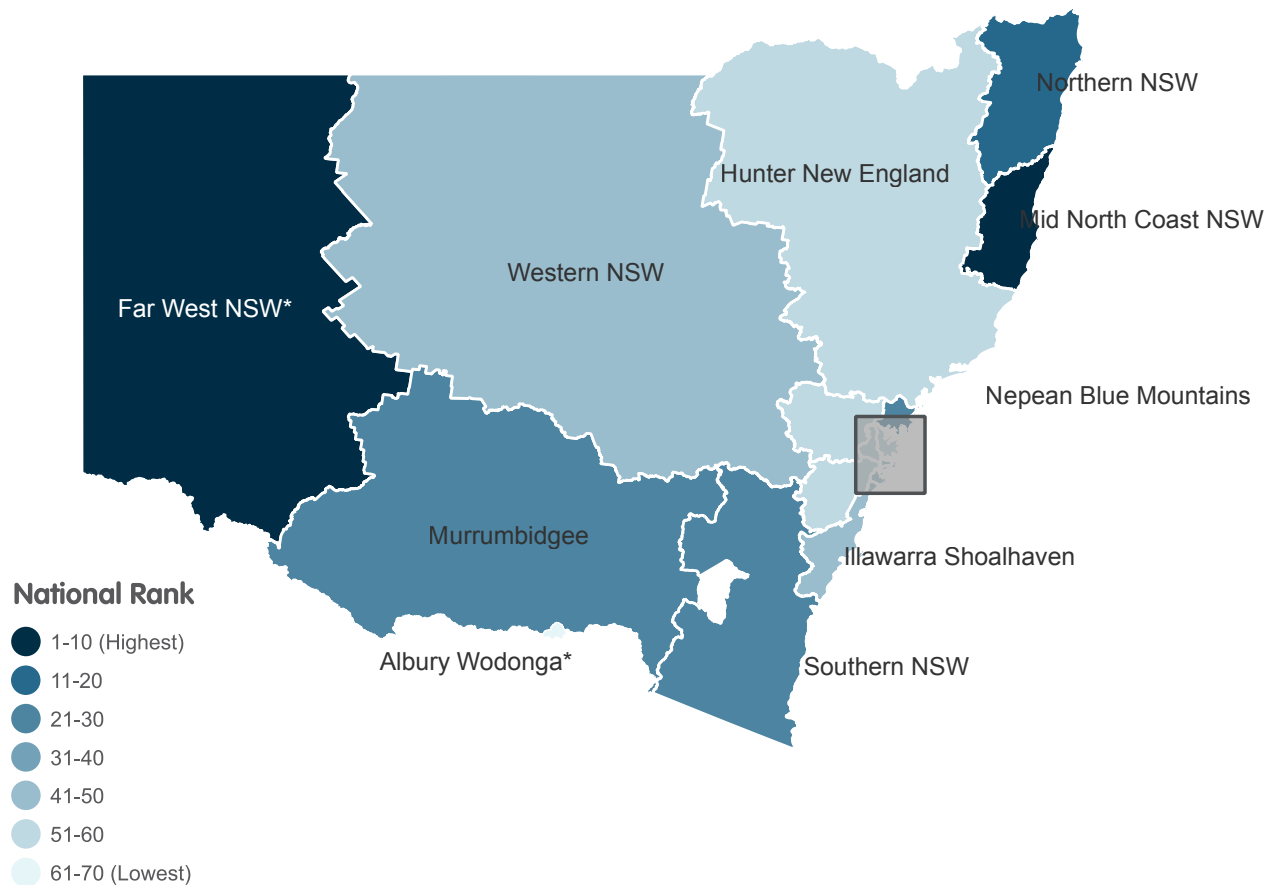 Northern NSW
Hunter New England
Mid North Coast NSW
Western NSW
Far West NSW*
Nepean Blue Mountains
Murrumbidgee
Illawarra Shoalhaven
Albury Wodonga*
Southern NSW
National Rank
1-10 (Highest)
11-20
21-30
31-40
41-50
51-60
61-70 (Lowest)